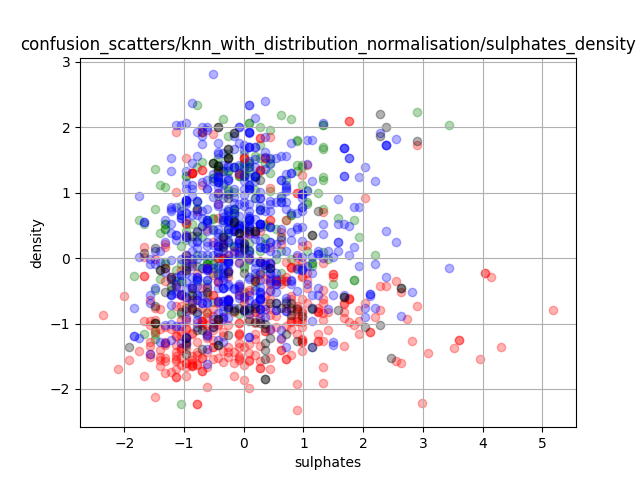 confusion_scatters/knn_with_distribution_normalisation/sulphates_density
3
2
1
0
−1
−2
density
−2 −1 0 1 2 3 4 5
sulphates